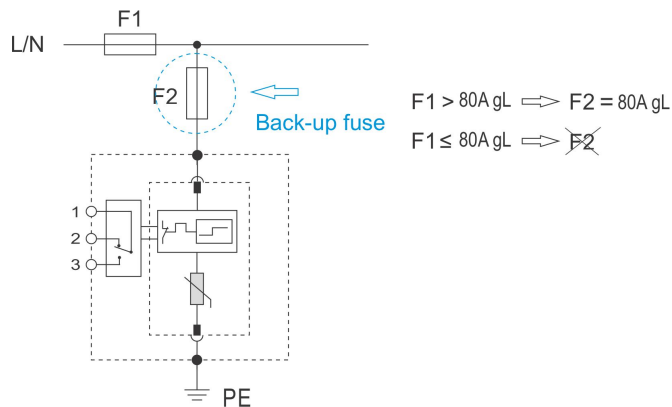 F1
L/N
F2
Back-up fuse
F1 > 80A gL ⇨ F2 = 80A gL
F1 ≤ 80A gL ⇨ F2
1
2
3
PE